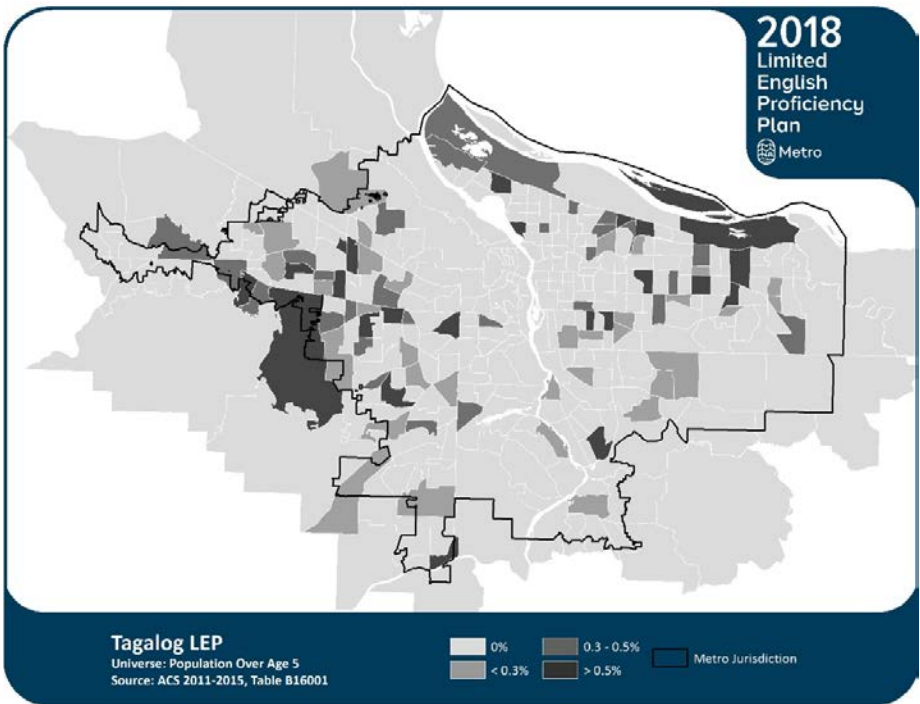 2018
Limited
English
Proficiency
Plan
Metro
Tagalog LEP
Universe: Population Over Age 5
Source: ACS 2011-2015, Table B16001
0%
< 0.3%
0.3 - 0.5%
> 0.5%
Metro Jurisdiction